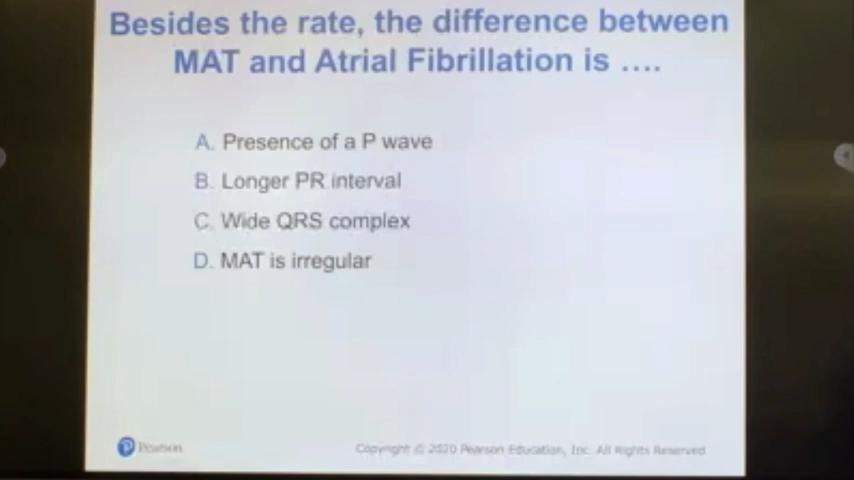 Besides the rate, the difference between
MAT and Atrial Fibrillation is ....
A. Presence of a P wave
B. Longer PR interval
C. Wide QRS complex
D. MAT is irregular
P Pearson
Copyright © 2020 Pearson Education, Inc. All Rights Reserved